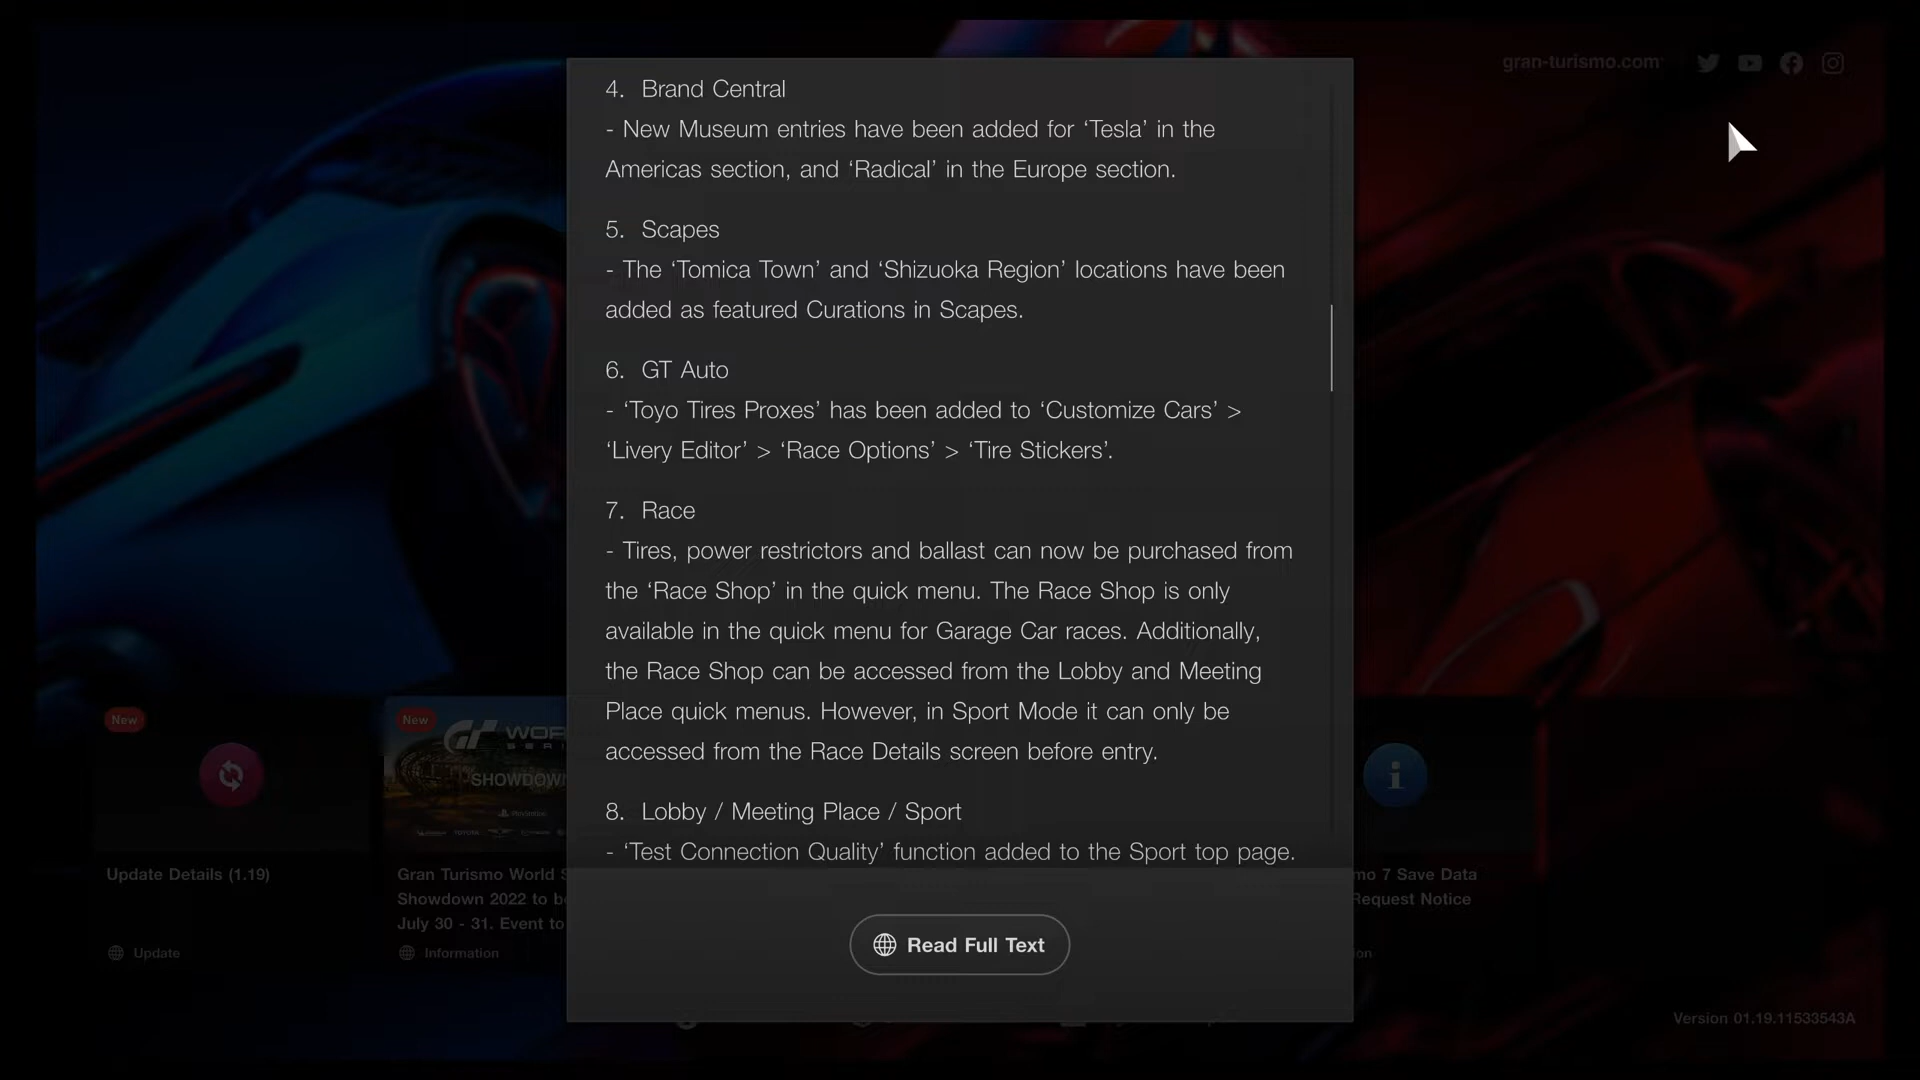 gran-turismo.com
4. Brand Central
- New Museum entries have been added for ‘Tesla’ in the
Americas section, and ‘Radical’ in the Europe section.
5. Scapes
- The ‘Tomica Town’ and ‘Shizuoka Region’ locations have been
added as featured Curations in Scapes.
6. GT Auto
- ‘Toyo Tires Proxes’ has been added to ‘Customize Cars’ >
‘Livery Editor’ > ‘Race Options’ > ‘Tire Stickers’.
7. Race
- Tires, power restrictors and ballast can now be purchased from
the ‘Race Shop’ in the quick menu. The Race Shop is only
available in the quick menu for Garage Car races. Additionally,
the Race Shop can be accessed from the Lobby and Meeting
Place quick menus. However, in Sport Mode it can only be
accessed from the Race Details screen before entry.
8. Lobby / Meeting Place / Sport
- ‘Test Connection Quality’ function added to the Sport top page.
Read Full Text
New
Update Details (1.19)
Update
New
SHOWDOW
PlayStation
Gran Turismo World S
Showdown 2022 to b
July 30 - 31. Event to
Information
mo 7 Save Data
Request Notice
on
Version 01.19.11533543A